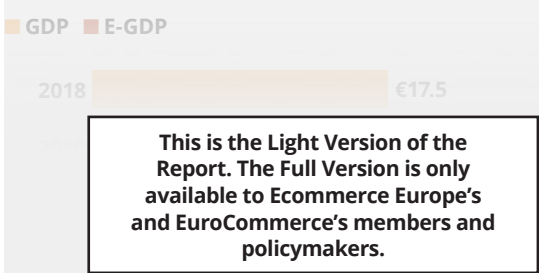 GDP E-GDP
2018 €17.5
This is the Light Version of the
Report. The Full Version is only
available to Ecommerce Europe’s
and EuroCommerce’s members and
policymakers.